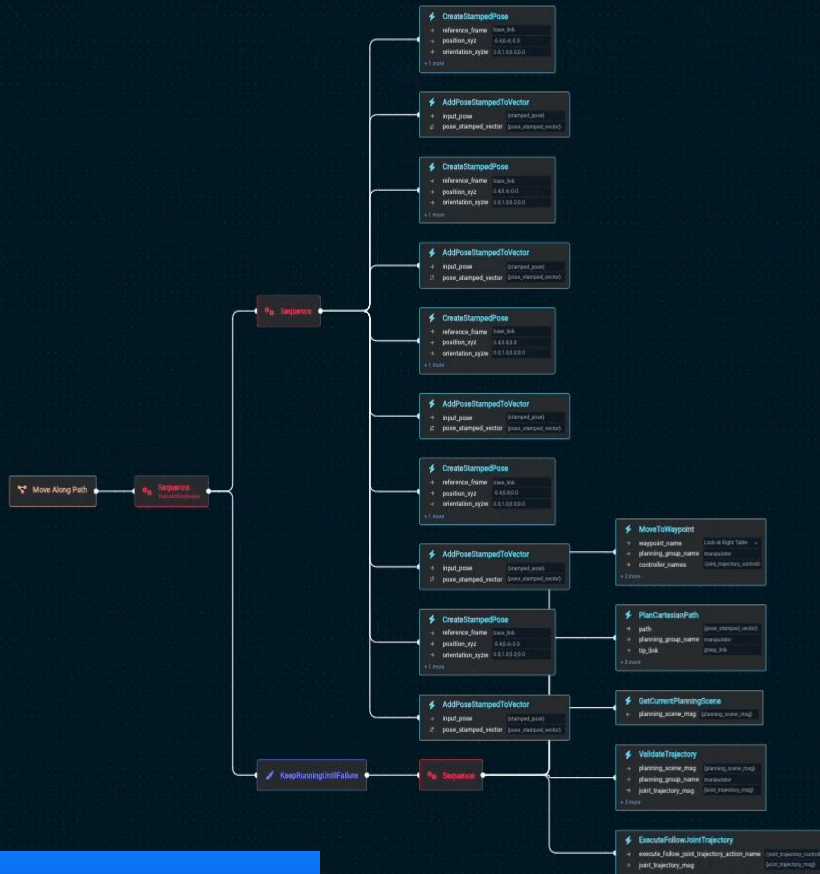 CreateStampedPose
reference_frame base_link
position_xyz
orientation_xyzw
+ 1 more
AddPoseStampedToVector
input_pose {stamped_pose}
pose_stamped_vector {pose_stamped_vector}
CreateStampedPose
reference_frame base_link
position_xyz
orientation_xyzw
+ 1 more
AddPoseStampedToVector
input_pose {stamped_pose}
pose_stamped_vector {pose_stamped_vector}
Sequence
CreateStampedPose
reference_frame base_link
position_xyz
orientation_xyzw
+ 1 more
AddPoseStampedToVector
input_pose {stamped_pose}
pose_stamped_vector {pose_stamped_vector}
Move Along Path
Sequence
CreateStampedPose
reference_frame base_link
position_xyz
orientation_xyzw
+ 1 more
AddPoseStampedToVector
input_pose {stamped_pose}
pose_stamped_vector {pose_stamped_vector}
CreateStampedPose
reference_frame base_link
position_xyz
orientation_xyzw
+ 1 more
AddPoseStampedToVector
input_pose {stamped_pose}
pose_stamped_vector {pose_stamped_vector}
KeepRunningUntilFailure
Sequence
MoveToWaypoint
waypoint_name Look at Right Table
planning_group_name manipulator
controller_names
PlanCartesianPath
path {pose_stamped_vector}
planning_group_name manipulator
tip_link grasp_link
GetCurrentPlanningScene
planning_scene_msg {planning_scene_msg}
ValidateTrajectory
planning_scene_msg {planning_scene_msg}
planning_group_name manipulator
joint_trajectory_msg {joint_trajectory_msg}
ExecuteFollowJointTrajectory
execute_follow_joint_trajectory_action_name
joint_trajectory_msg {joint_trajectory_msg}